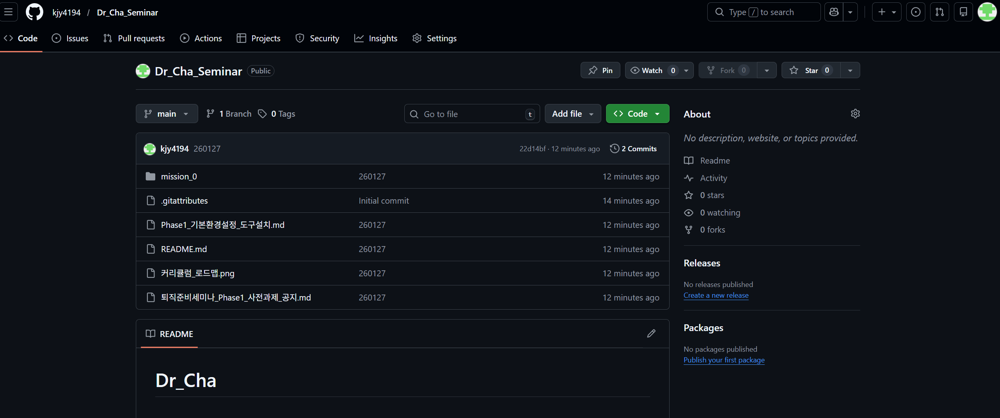 kjy4194 / Dr_Cha_Seminar
Type / to search
Code
Issues
Pull requests
Actions
Projects
Security
Insights
Settings
Dr_Cha_Seminar Public
Pin
Watch 0
Fork 0
Star 0
main
1 Branch
0 Tags
Go to file
t
Add file
Code
kjy4194 260127
22d14bf · 12 minutes ago
2 Commits
mission_0 260127 12 minutes ago
.gitattributes Initial commit 14 minutes ago
Phase1_기본환경설정_도구설치.md 260127 12 minutes ago
README.md 260127 12 minutes ago
커리큘럼_로드맵.png 260127 12 minutes ago
퇴직준비세미나_Phase1_사전과제_공지.md 260127 12 minutes ago
README
Dr_Cha
About
No description, website, or topics provided.
Readme
Activity
0 stars
0 watching
0 forks
Releases
No releases published
Create a new release
Packages
No packages published
Publish your first package